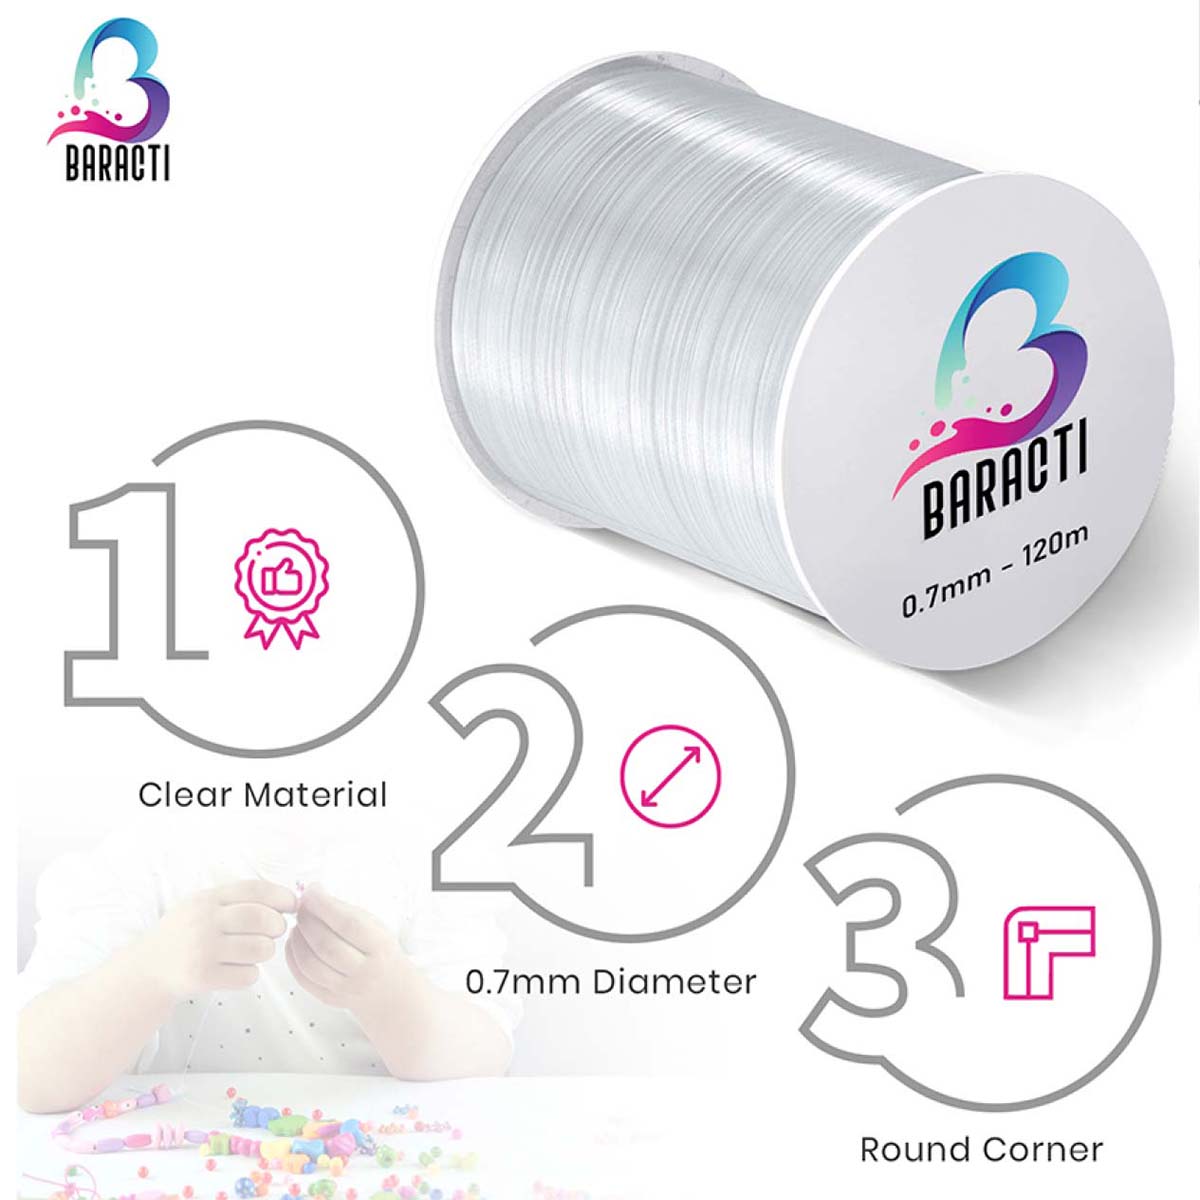 BARACTI
BARACTI
0.7mm - 120m
1
Clear Material
2
0.7mm Diameter
3
Round Corner